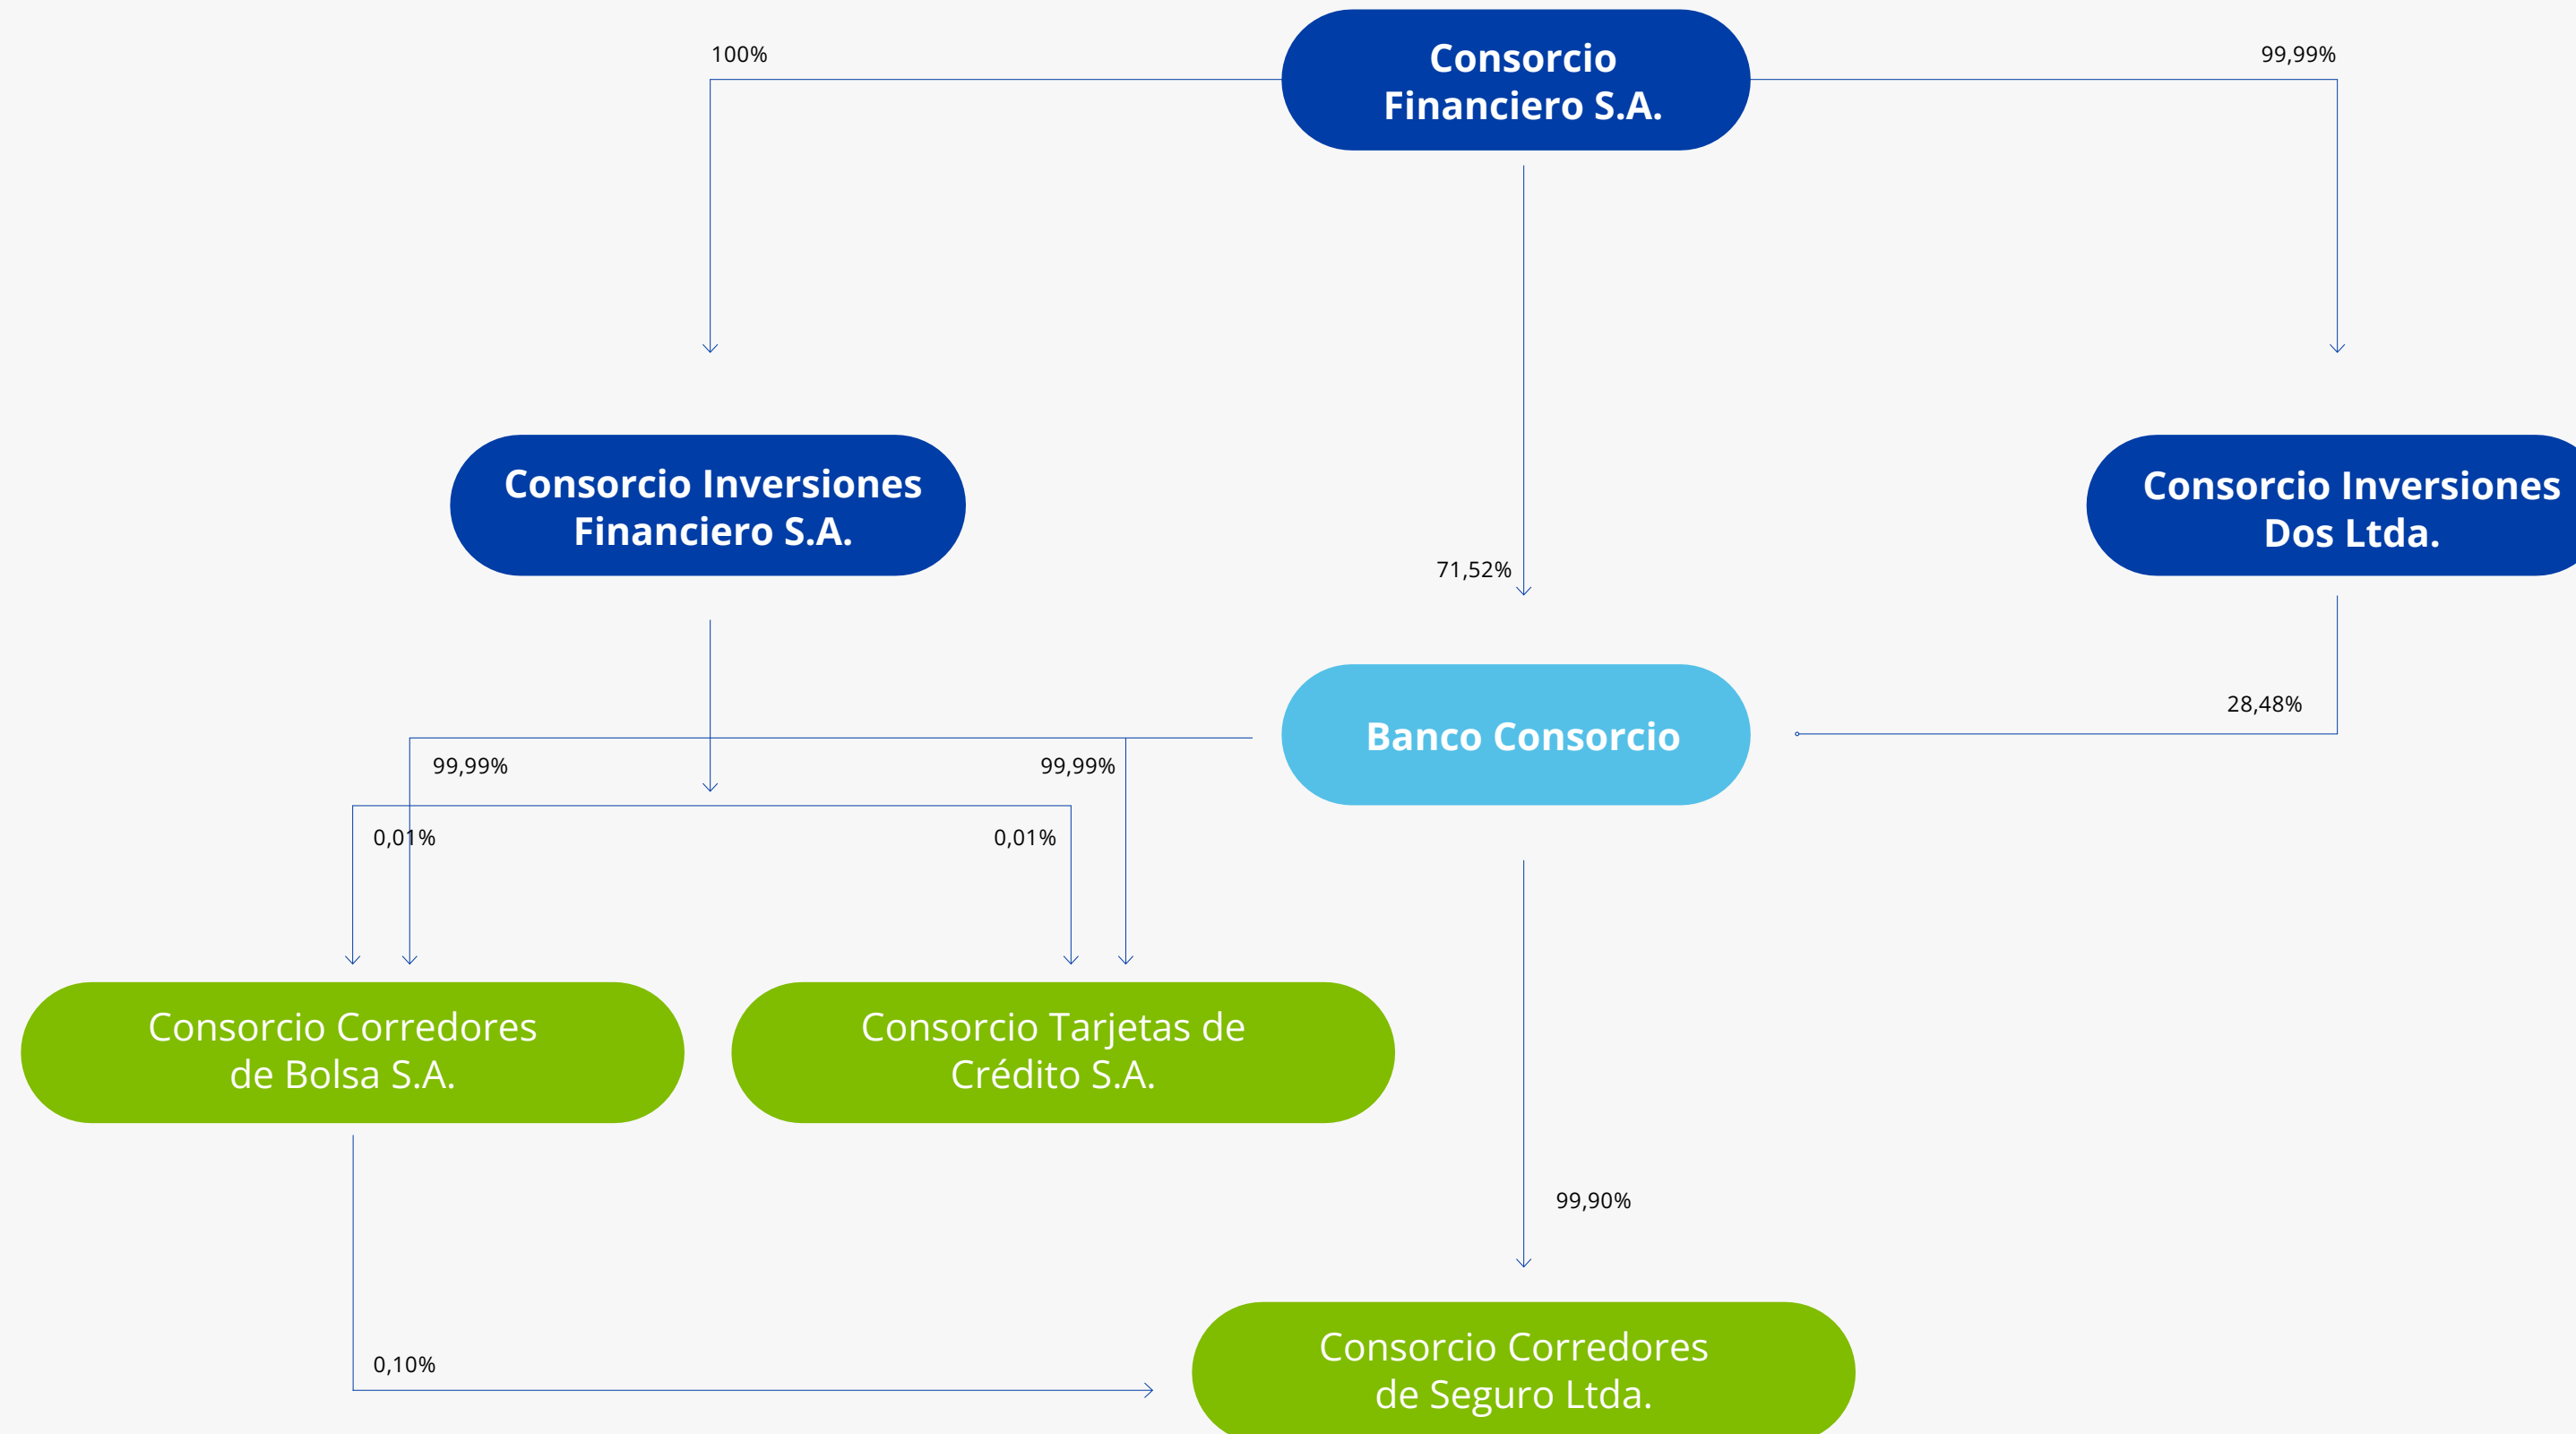 100%
Consorcio
Financiero S.A.
99,99%
Consorcio Inversiones
Financiero S.A.
Consorcio Inversiones
Dos Ltda.
71,52%
28,48%
Banco Consorcio
99,99%
99,99%
0,01%
0,01%
Consorcio Corredores
de Bolsa S.A.
Consorcio Tarjetas de
Crédito S.A.
99,90%
0,10%
Consorcio Corredores
de Seguro Ltda.